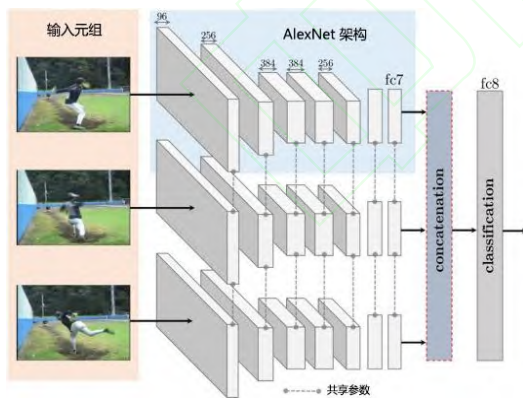 输入元组
AlexNet 架构
96
256
384
384
256
fc7
fc8
concatenation
classification
共享参数